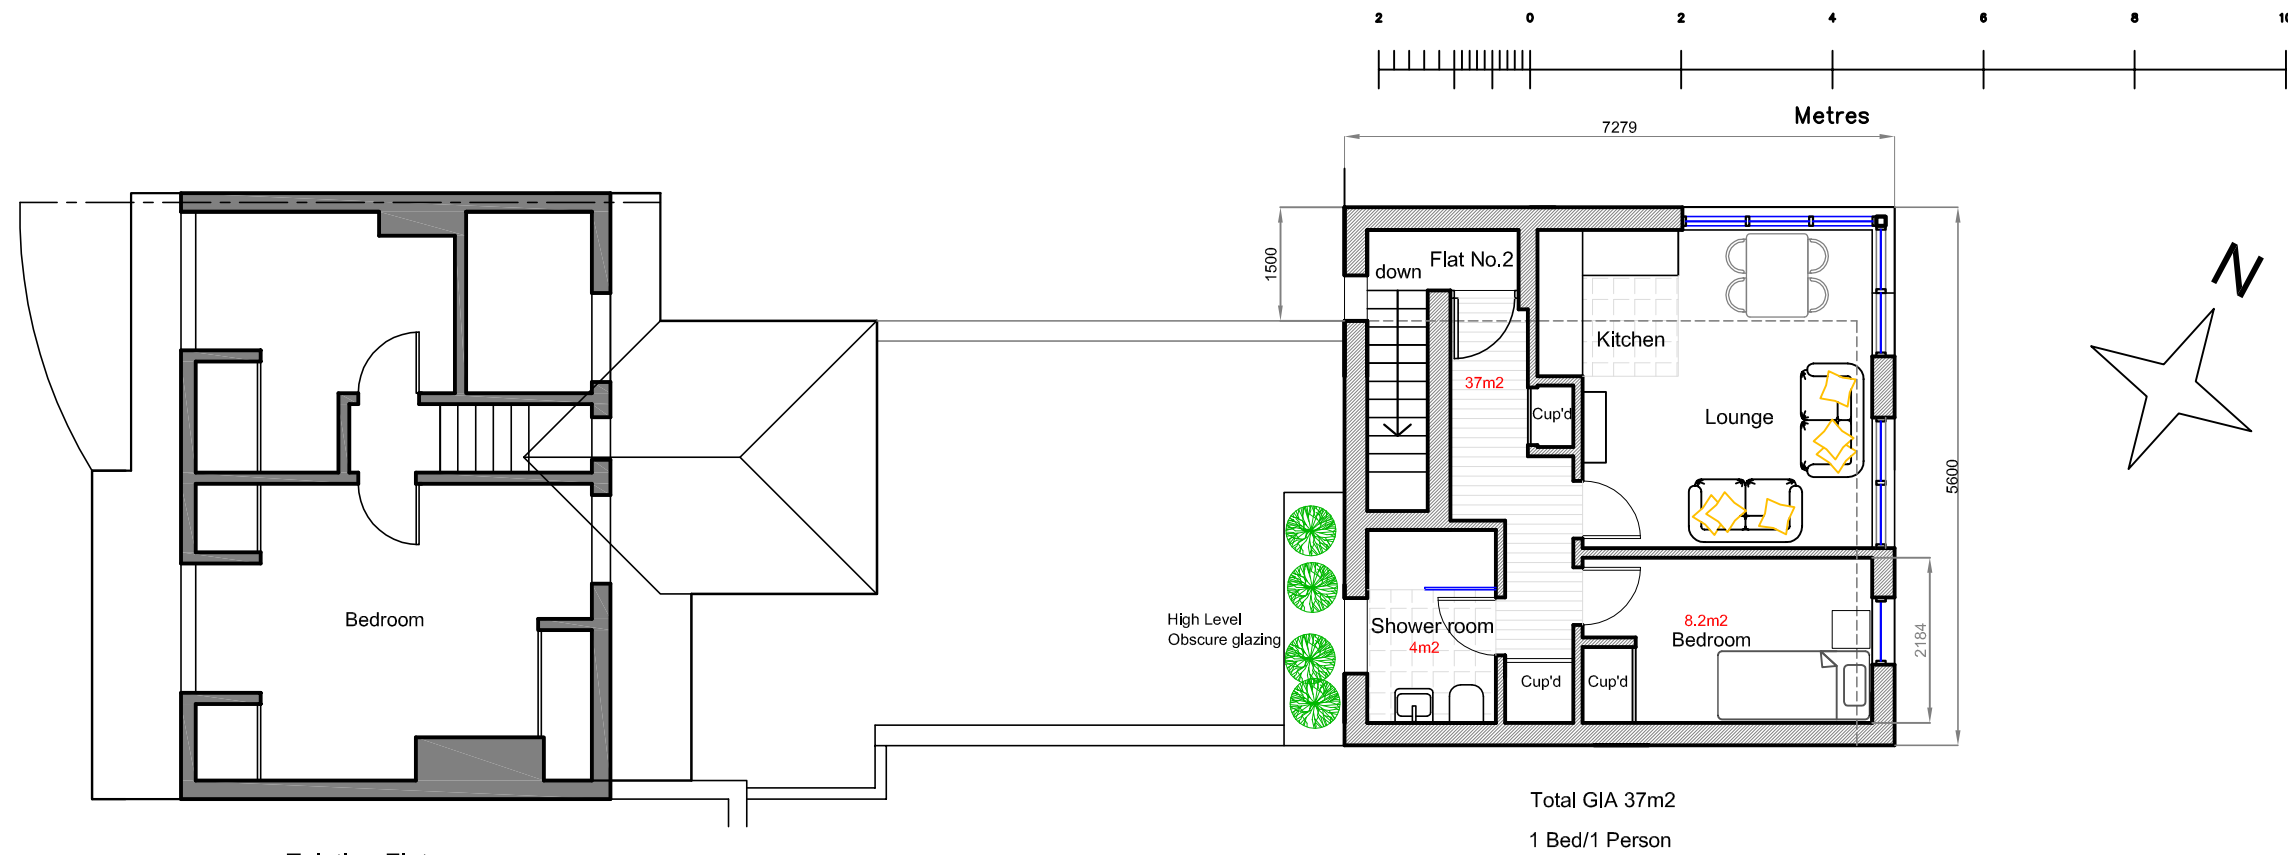 2 0 2 4 6 8 10
Metres
7279
1500
down
Flat No.2
Kitchen
37m2
Cup'd
Lounge
5600
N
Bedroom
High Level
Obscure glazing
Shower room
4m2
8.2m2
Bedroom
2184
Cup'd
Cup'd
Total GIA 37m2
1 Bed/1 Person